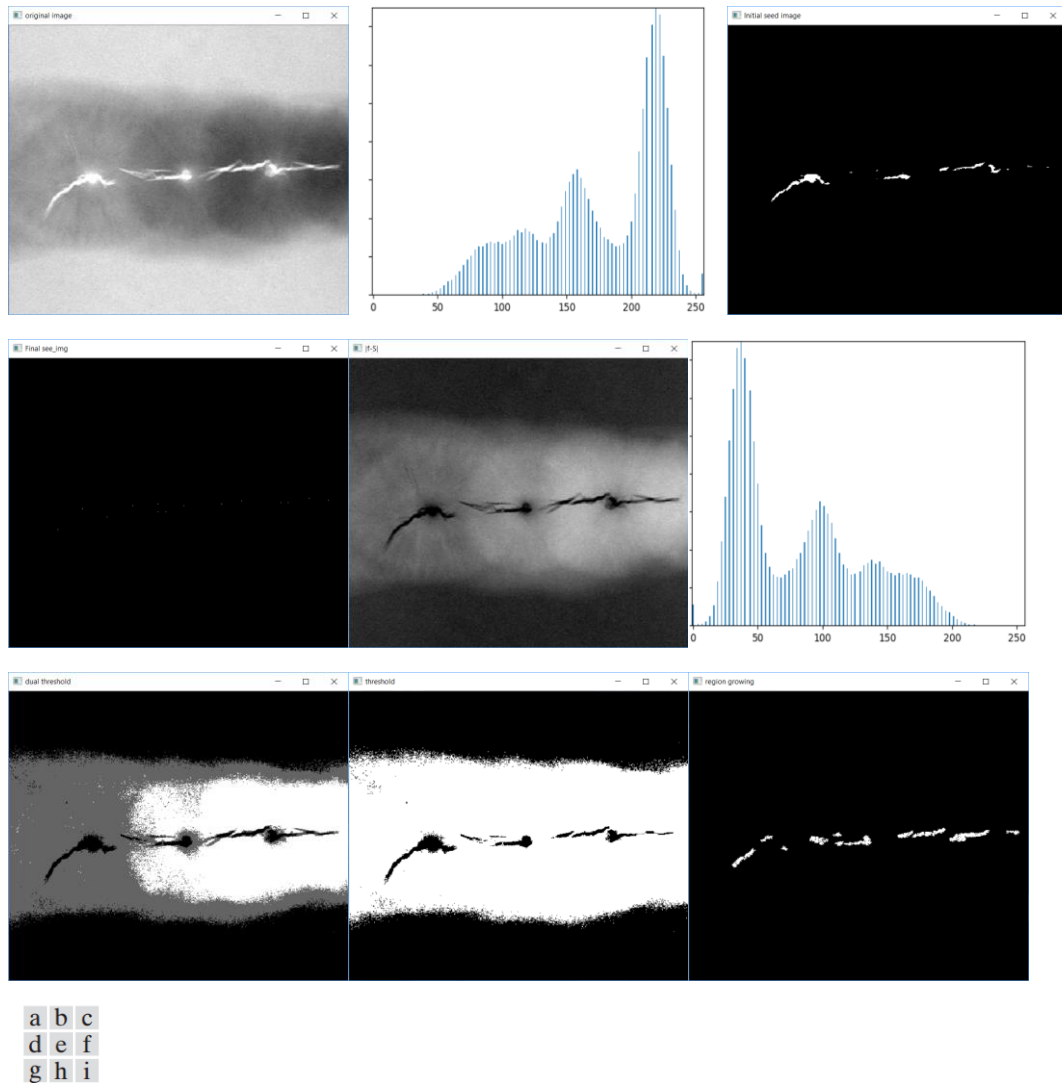 original image
Initial seed image
0 50 100 150 200 250
Final see_img
|f-S|
0 50 100 150 200 250
dual threshold
threshold
region growing
a b c
d e f
g h i